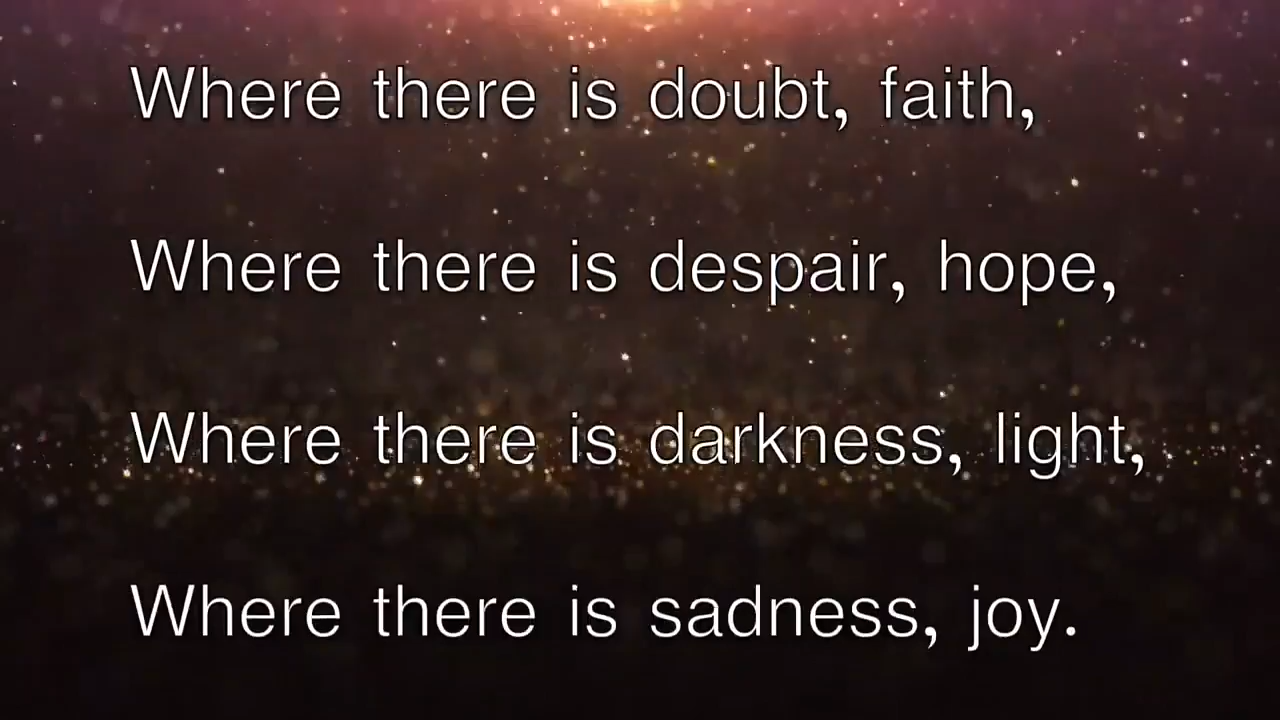 Where there is doubt, faith,
Where there is despair, hope,
Where there is darkness, light,
Where there is sadness, joy.